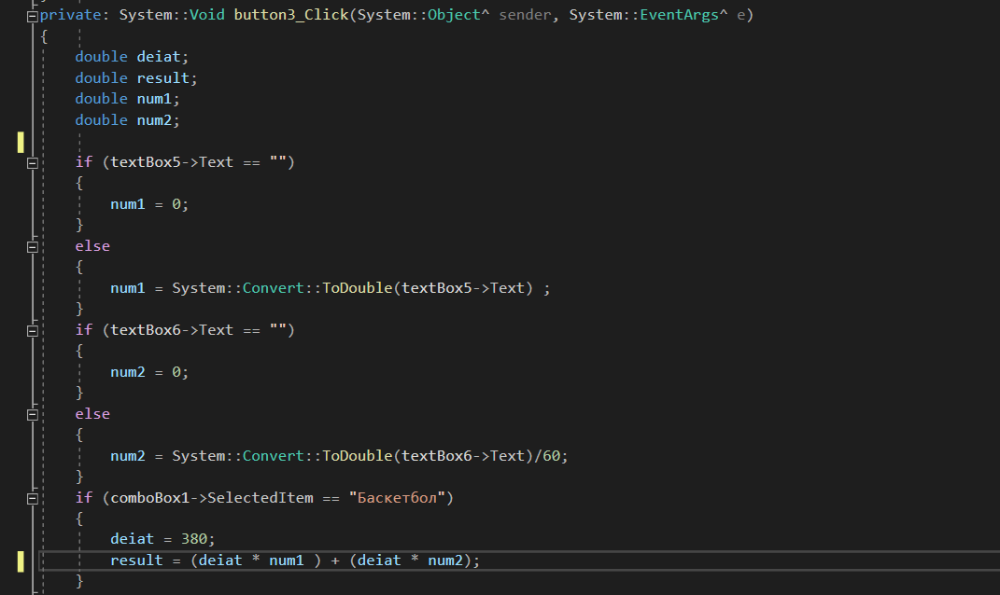 private: System::Void button3_Click(System::Object^ sender, System::EventArgs^ e)
{
double deiat;
double result;
double num1;
double num2;
if (textBox5->Text == "")
{
num1 = 0;
}
else
{
num1 = System::Convert::ToDouble(textBox5->Text) ;
}
if (textBox6->Text == "")
{
num2 = 0;
}
else
{
num2 = System::Convert::ToDouble(textBox6->Text)/60;
}
if (comboBox1->SelectedItem == "Баскетбол")
{
deiat = 380;
result = (deiat * num1 ) + (deiat * num2);
}